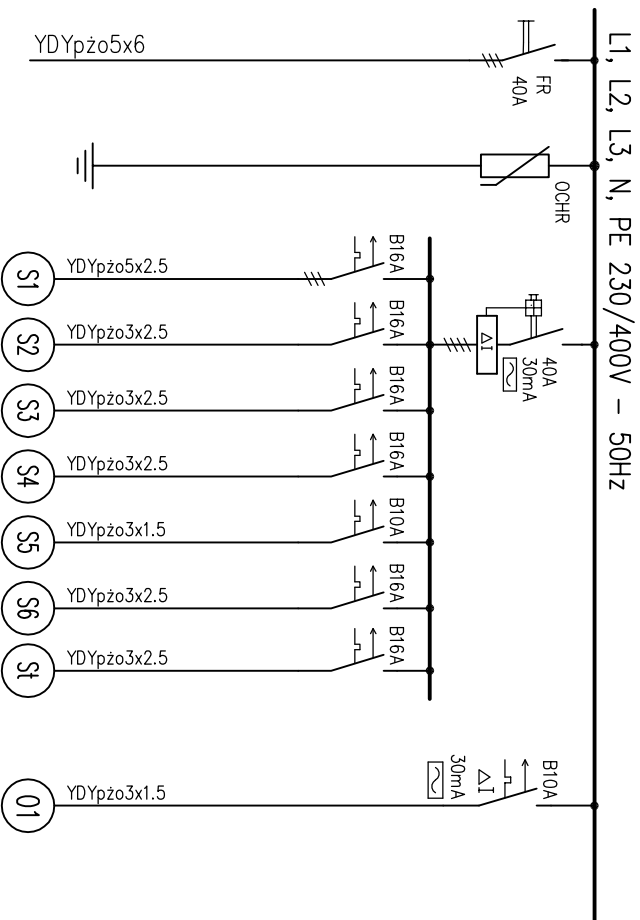 L1, L2, L3, N, PE 230/400V – 50Hz
YDYpżo5x6
FR
40A
OCHR
40A
30mA
ΔI
B16A
YDYpżo5x2.5
S1
B16A
YDYpżo3x2.5
S2
B16A
YDYpżo3x2.5
S3
B16A
YDYpżo3x2.5
S4
B10A
YDYpżo3x1.5
S5
B16A
YDYpżo3x2.5
S6
B16A
YDYpżo3x2.5
St
B10A
ΔI
30mA
YDYpżo3x1.5
01